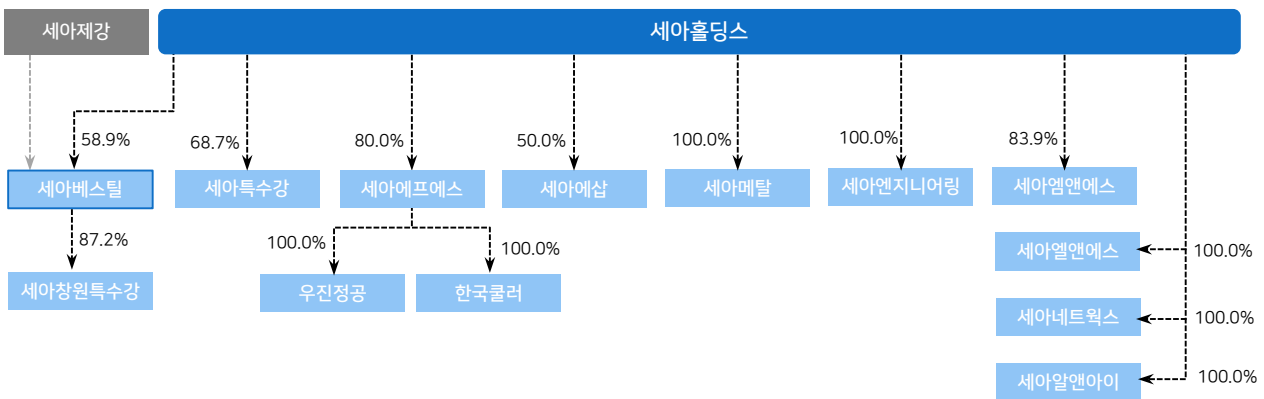 세아제강
세아홀딩스
58.9%
68.7%
80.0%
50.0%
100.0%
100.0%
83.9%
세아베스틸
세아특수강
세아에프에스
세아에삽
세아메탈
세아엔지니어링
세아엠앤에스
87.2%
100.0%
100.0%
세아엘앤에스
100.0%
세아창원특수강
우진정공
한국쿨러
세아네트웍스
100.0%
세아알앤아이
100.0%